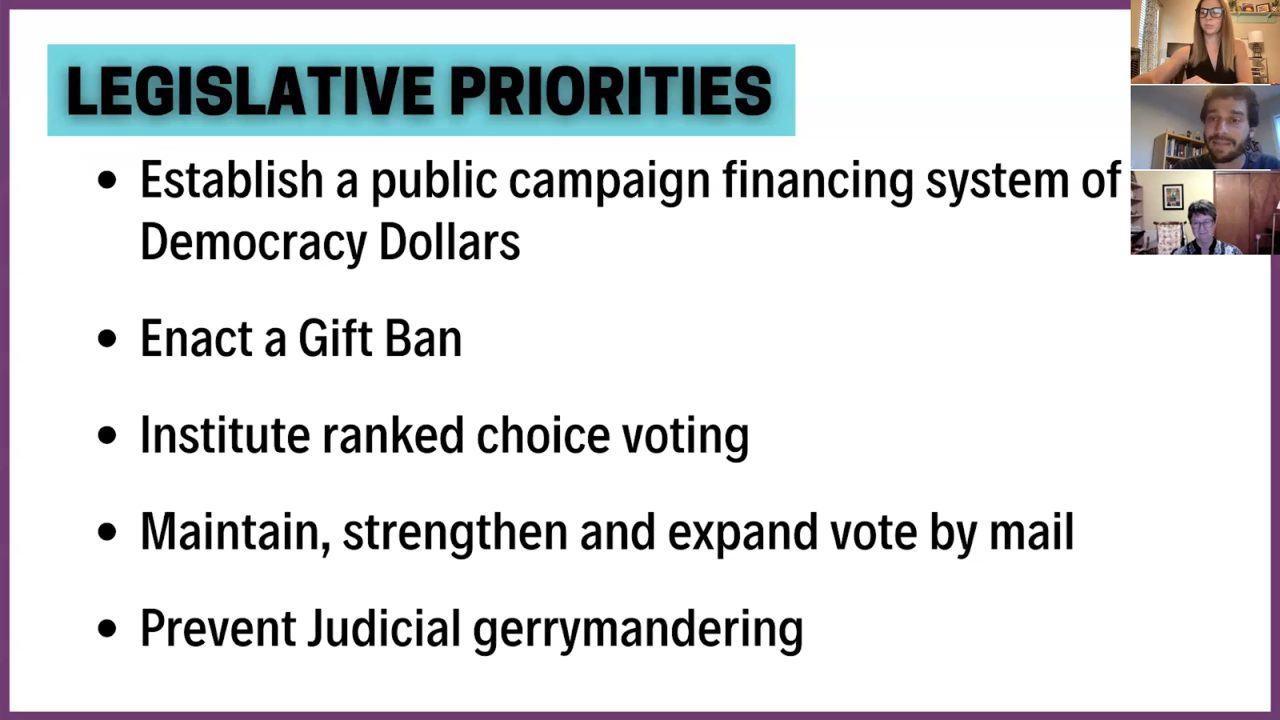 LEGISLATIVE PRIORITIES
• Establish a public campaign financing system of
Democracy Dollars
• Enact a Gift Ban
• Institute ranked choice voting
• Maintain, strengthen and expand vote by mail
• Prevent Judicial gerrymandering